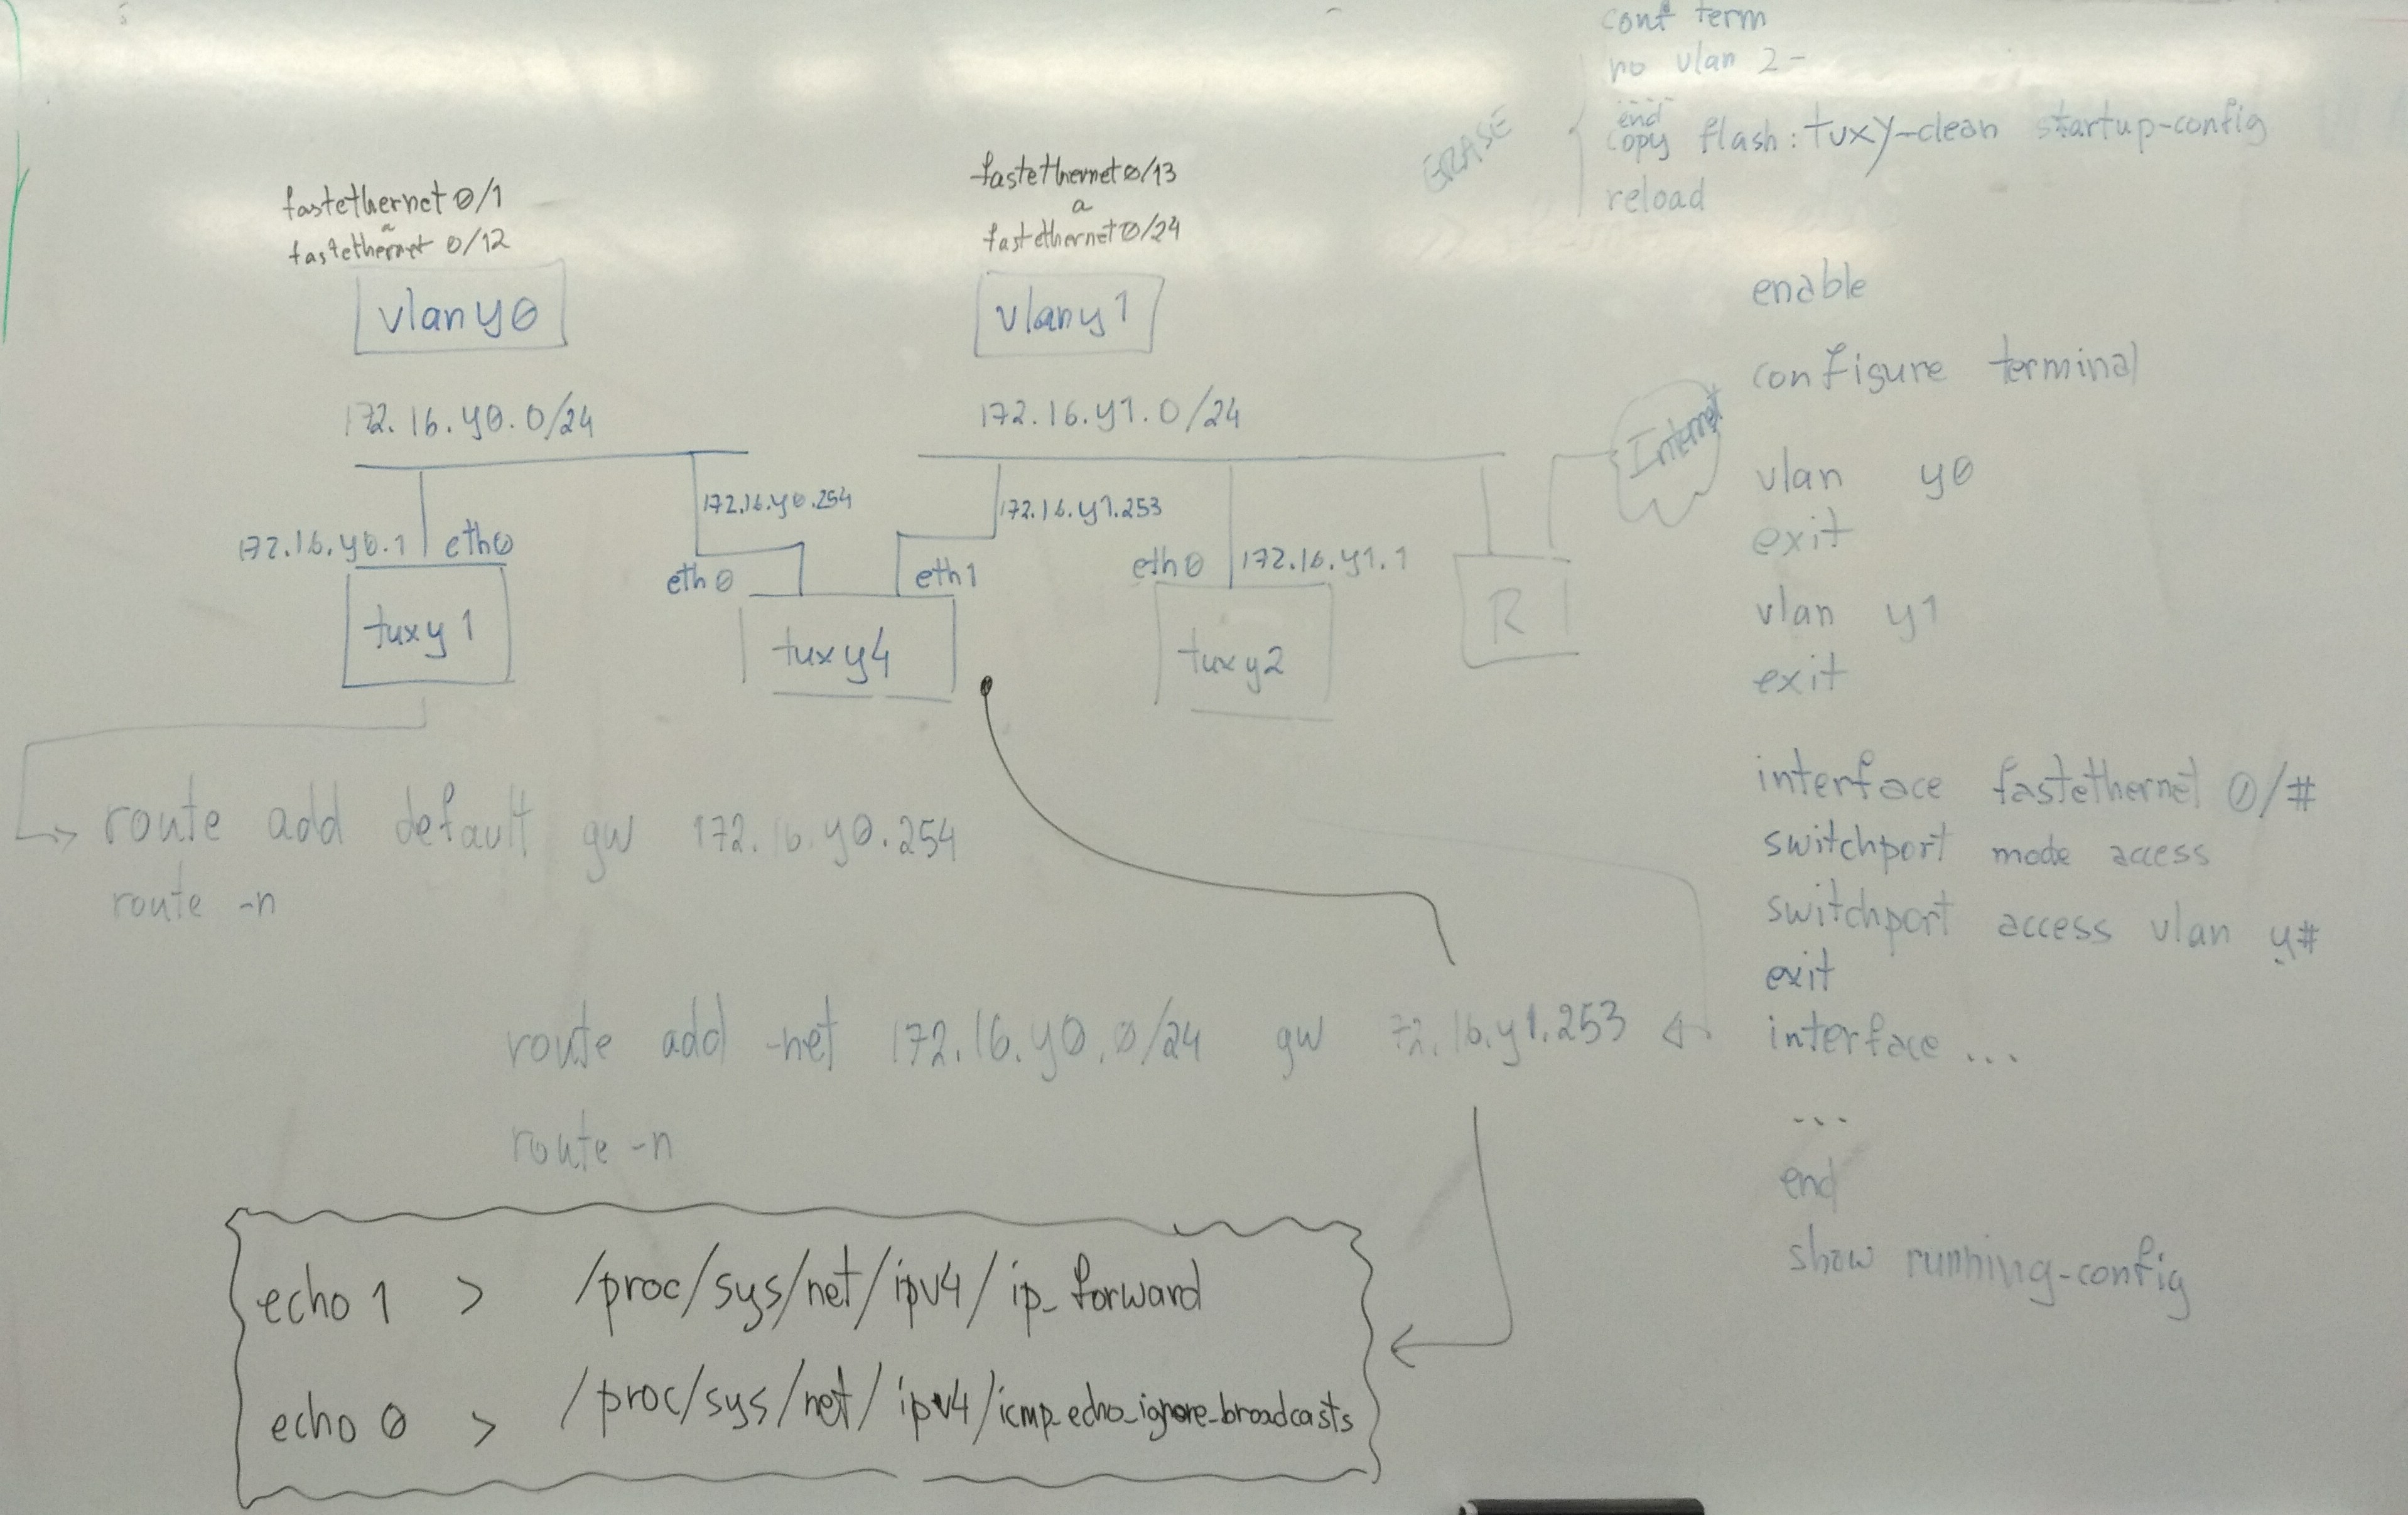 cont term
no vlan 2-
....
end
copy flash:tuxy-clean startup-config
reload
ERASE
fastethernet 0/1
a
fastethernet 0/12
vlan y0
172.16.y0.0/24
fastethernet 0/13
a
fastethernet 0/24
vlan y1
172.16.y1.0/24
172.16.y0.1 eth0
tuxy1
172.16.y0.254
eth0
172.16.y1.253
eth1
tuxy4
eth0 172.16.y1.1
tuxy2
R
Internet
route add default gw 172.16.y0.254
route -n
route add -net 172.16.y0.0/24 gw 172.16.y1.253
route -n
echo 1 > /proc/sys/net/ipv4/ip_forward
echo 0 > /proc/sys/net/ipv4/icmp_echo_ignore_broadcasts
enable
configure terminal
vlan y0
exit
vlan y1
exit
interface fastethernet 0/#
switchport mode access
switchport access vlan y#
exit
interface ...
...
end
show running-config